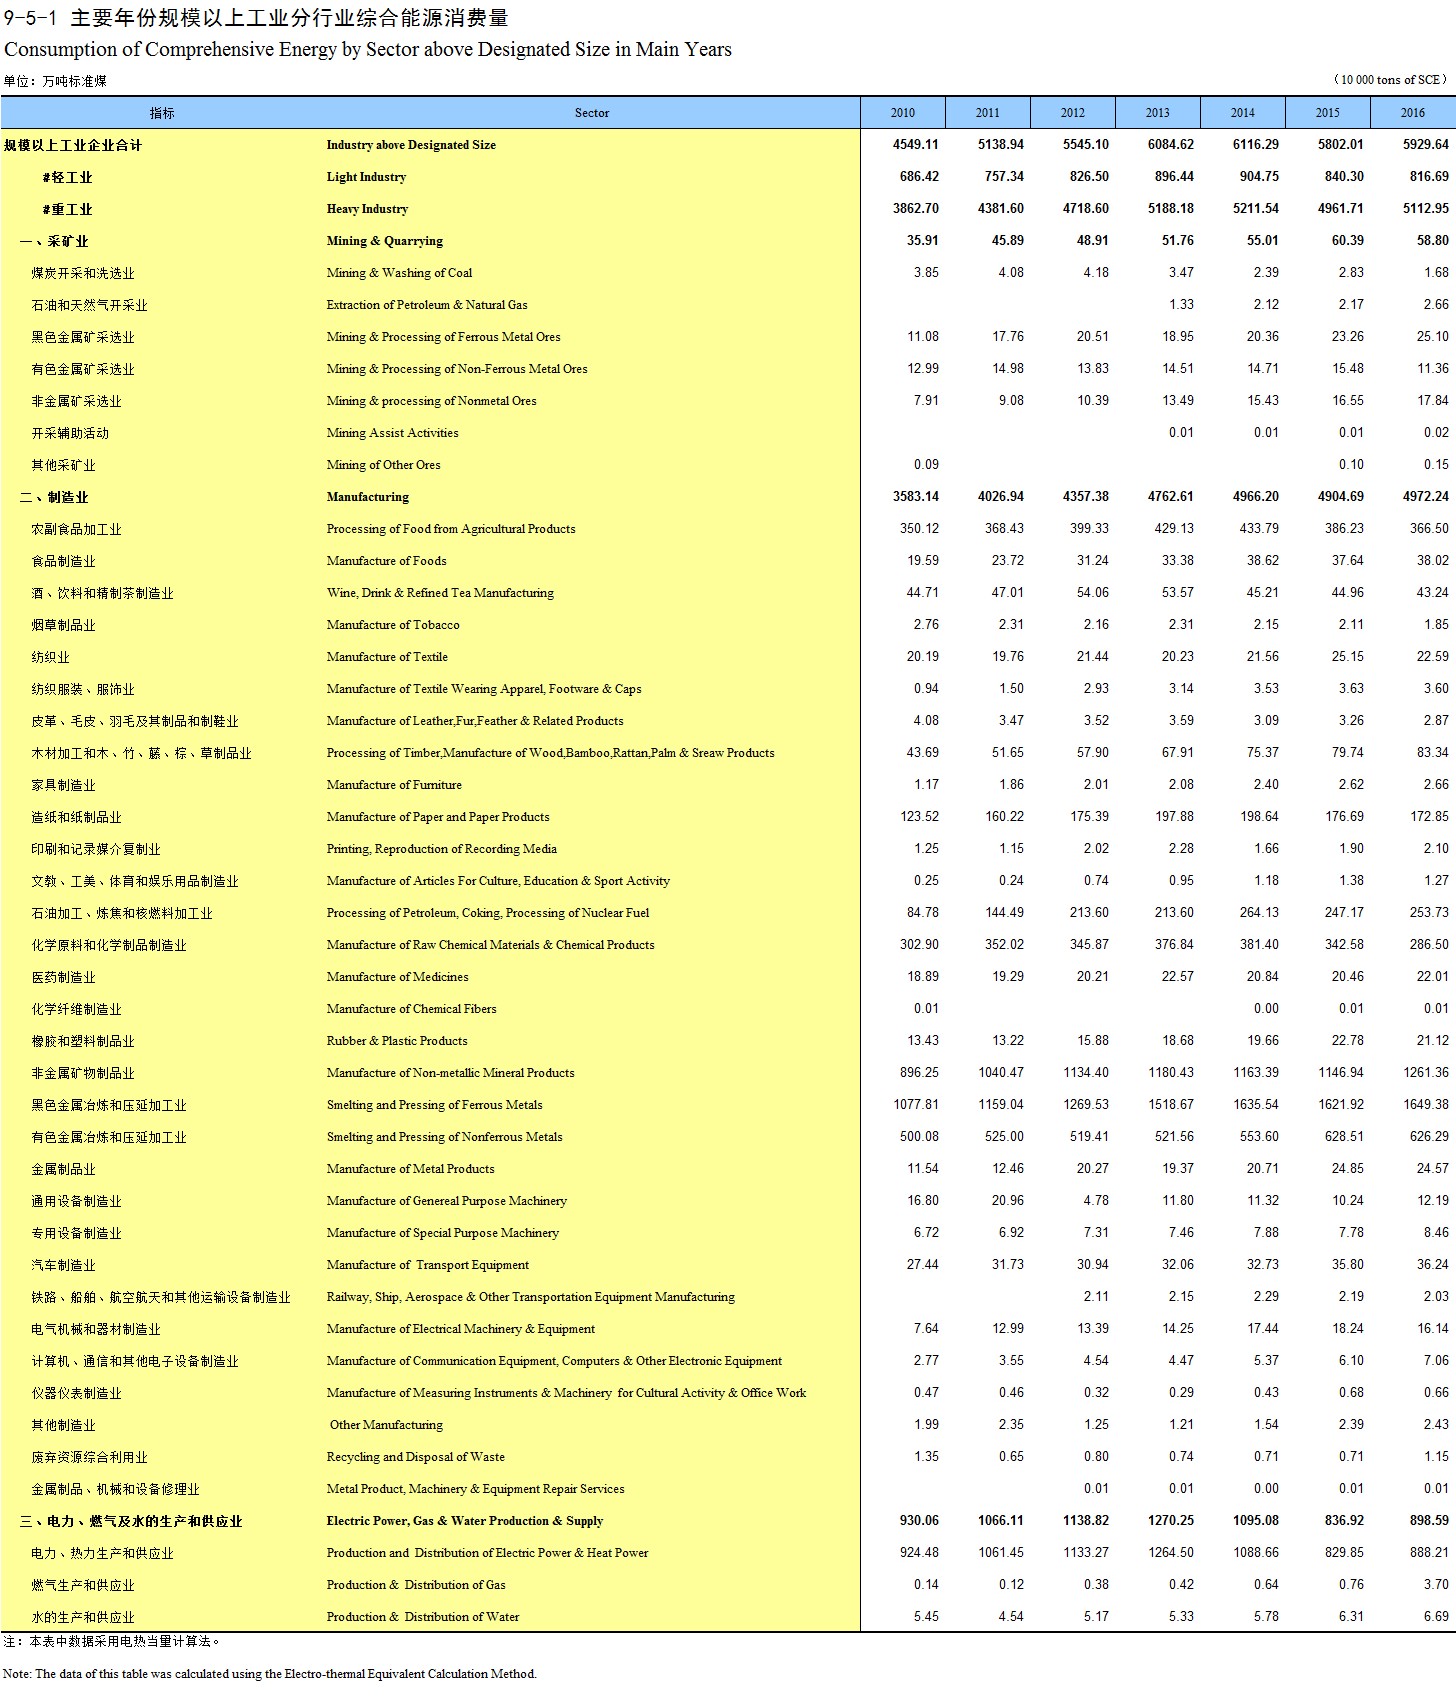 9-5-1 主要年份规模以上工业分行业综合能源消费量
Consumption of Comprehensive Energy by Sector above Designated Size in Main Years
单位：万吨标准煤 （10 000 tons of SCE）
指标 Sector 2010 2011 2012 2013 2014 2015 2016
规模以上工业企业合计 Industry above Designated Size 4549.11 5138.94 5545.10 6084.62 6116.29 5802.01 5929.64
#轻工业 Light Industry 686.42 757.34 826.50 896.44 904.75 840.30 816.69
#重工业 Heavy Industry 3862.70 4381.60 4718.60 5188.18 5211.54 4961.71 5112.95
一、采矿业 Mining & Quarrying 35.91 45.89 48.91 51.76 55.01 60.39 58.80
煤炭开采和洗选业 Mining & Washing of Coal 3.85 4.08 4.18 3.47 2.39 2.83 1.68
石油和天然气开采业 Extraction of Petroleum & Natural Gas 1.33 2.12 2.17 2.66
黑色金属矿采选业 Mining & Processing of Ferrous Metal Ores 11.08 17.76 20.51 18.95 20.36 23.26 25.10
有色金属矿采选业 Mining & Processing of Non-Ferrous Metal Ores 12.99 14.98 13.83 14.51 14.71 15.48 11.36
非金属矿采选业 Mining & processing of Nonmetal Ores 7.91 9.08 10.39 13.49 15.43 16.55 17.84
开采辅助活动 Mining Assist Activities 0.01 0.01 0.01 0.02
其他采矿业 Mining of Other Ores 0.09 0.10 0.15
二、制造业 Manufacturing 3583.14 4026.94 4357.38 4762.61 4966.20 4904.69 4972.24
农副食品加工业 Processing of Food from Agricultural Products 350.12 368.43 399.33 429.13 433.79 386.23 366.50
食品制造业 Manufacture of Foods 19.59 23.72 31.24 33.38 38.62 37.64 38.02
酒、饮料和精制茶制造业 Wine, Drink & Refined Tea Manufacturing 44.71 47.01 54.06 53.57 45.21 44.96 43.24
烟草制品业 Manufacture of Tobacco 2.76 2.31 2.16 2.31 2.15 2.11 1.85
纺织业 Manufacture of Textile 20.19 19.76 21.44 20.23 21.56 25.15 22.59
纺织服装、服饰业 Manufacture of Textile Wearing Apparel, Footware & Caps 0.94 1.50 2.93 3.14 3.53 3.63 3.60
皮革、毛皮、羽毛及其制品和制鞋业 Manufacture of Leather,Fur,Feather & Related Products 4.08 3.47 3.52 3.59 3.09 3.26 2.87
木材加工和木、竹、藤、棕、草制品业 Processing of Timber,Manufacture of Wood,Bamboo,Rattan,Palm & Sreaw Products 43.69 51.65 57.90 67.91 75.37 79.74 83.34
家具制造业 Manufacture of Furniture 1.17 1.86 2.01 2.08 2.40 2.62 2.66
造纸和纸制品业 Manufacture of Paper and Paper Products 123.52 160.22 175.39 197.88 198.64 176.69 172.85
印刷和记录媒介复制业 Printing, Reproduction of Recording Media 1.25 1.15 2.02 2.28 1.66 1.90 2.10
文教、工美、体育和娱乐用品制造业 Manufacture of Articles For Culture, Education & Sport Activity 0.25 0.24 0.74 0.95 1.18 1.38 1.27
石油加工、炼焦和核燃料加工业 Processing of Petroleum, Coking, Processing of Nuclear Fuel 84.78 144.49 213.60 213.60 264.13 247.17 253.73
化学原料和化学制品制造业 Manufacture of Raw Chemical Materials & Chemical Products 302.90 352.02 345.87 376.84 381.40 342.58 286.50
医药制造业 Manufacture of Medicines 18.89 19.29 20.21 22.57 20.84 20.46 22.01
化学纤维制造业 Manufacture of Chemical Fibers 0.01 0.00 0.01 0.01
橡胶和塑料制品业 Rubber & Plastic Products 13.43 13.22 15.88 18.68 19.66 22.78 21.12
非金属矿物制品业 Manufacture of Non-metallic Mineral Products 896.25 1040.47 1134.40 1180.43 1163.39 1146.94 1261.36
黑色金属冶炼和压延加工业 Smelting and Pressing of Ferrous Metals 1077.81 1159.04 1269.53 1518.67 1635.54 1621.92 1649.38
有色金属冶炼和压延加工业 Smelting and Pressing of Nonferrous Metals 500.08 525.00 519.41 521.56 553.60 628.51 626.29
金属制品业 Manufacture of Metal Products 11.54 12.46 20.27 19.37 20.71 24.85 24.57
通用设备制造业 Manufacture of Genereal Purpose Machinery 16.80 20.96 4.78 11.80 11.32 10.24 12.19
专用设备制造业 Manufacture of Special Purpose Machinery 6.72 6.92 7.31 7.46 7.88 7.78 8.46
汽车制造业 Manufacture of Transport Equipment 27.44 31.73 30.94 32.06 32.73 35.80 36.24
铁路、船舶、航空航天和其他运输设备制造业 Railway, Ship, Aerospace & Other Transportation Equipment Manufacturing 2.11 2.15 2.29 2.19 2.03
电气机械和器材制造业 Manufacture of Electrical Machinery & Equipment 7.64 12.99 13.39 14.25 17.44 18.24 16.14
计算机、通信和其他电子设备制造业 Manufacture of Communication Equipment, Computers & Other Electronic Equipment 2.77 3.55 4.54 4.47 5.37 6.10 7.06
仪器仪表制造业 Manufacture of Measuring Instruments & Machinery for Cultural Activity & Office Work 0.47 0.46 0.32 0.29 0.43 0.68 0.66
其他制造业 Other Manufacturing 1.99 2.35 1.25 1.21 1.54 2.39 2.43
废弃资源综合利用业 Recycling and Disposal of Waste 1.35 0.65 0.80 0.74 0.71 0.71 1.15
金属制品、机械和设备修理业 Metal Product, Machinery & Equipment Repair Services 0.01 0.01 0.00 0.01 0.01
三、电力、燃气及水的生产和供应业 Electric Power, Gas & Water Production & Supply 930.06 1066.11 1138.82 1270.25 1095.08 836.92 898.59
电力、热力生产和供应业 Production and Distribution of Electric Power & Heat Power 924.48 1061.45 1133.27 1264.50 1088.66 829.85 888.21
燃气生产和供应业 Production & Distribution of Gas 0.14 0.12 0.38 0.42 0.64 0.76 3.70
水的生产和供应业 Production & Distribution of Water 5.45 4.54 5.17 5.33 5.78 6.31 6.69
注：本表中数据采用电热当量计算法。
Note: The data of this table was calculated using the Electro-thermal Equivalent Calculation Method.